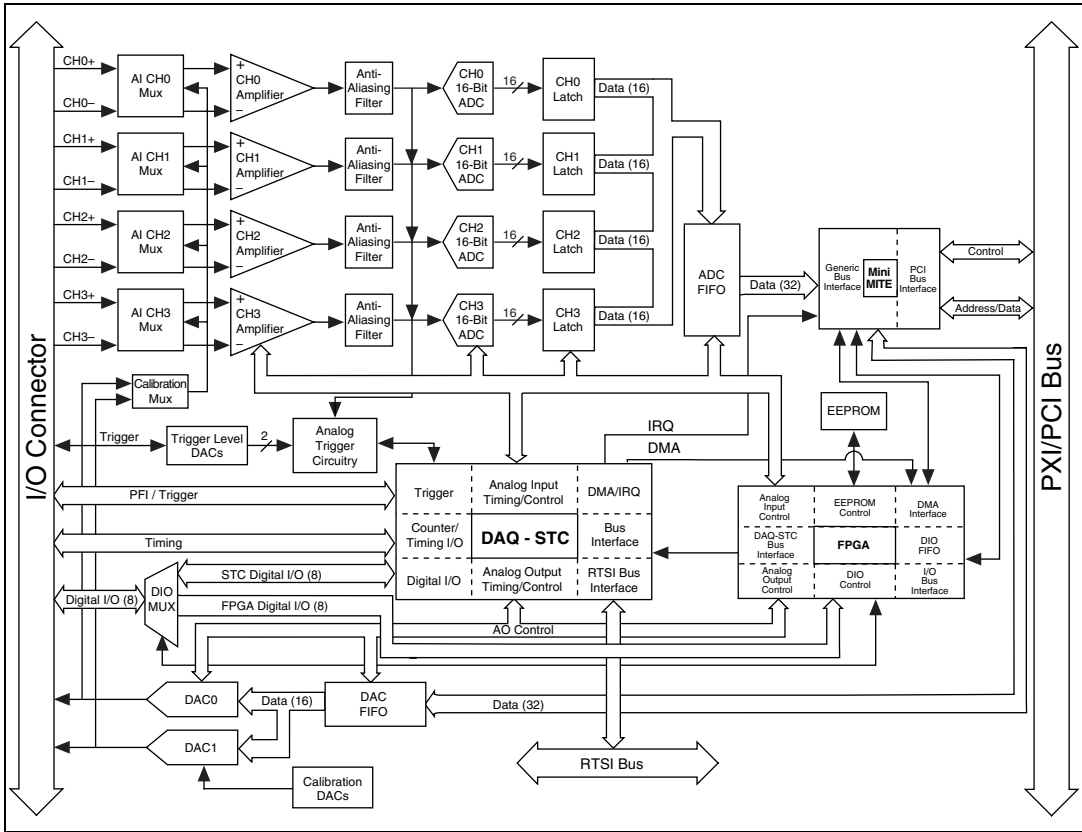 I/O Connector
CH0+
CH0–
AI CH0
Mux
+
CH0
Amplifier
–
Anti-
Aliasing
Filter
CH0
16-Bit
ADC
16
CH0
Latch
Data (16)
CH1+
CH1–
AI CH1
Mux
+
CH1
Amplifier
–
Anti-
Aliasing
Filter
CH1
16-Bit
ADC
16
CH1
Latch
Data (16)
CH2+
CH2–
AI CH2
Mux
+
CH2
Amplifier
–
Anti-
Aliasing
Filter
CH2
16-Bit
ADC
16
CH2
Latch
Data (16)
CH3+
CH3–
AI CH3
Mux
+
CH3
Amplifier
–
Anti-
Aliasing
Filter
CH3
16-Bit
ADC
16
CH3
Latch
Data (16)
ADC
FIFO
Data (32)
Generic
Bus
Interface
Mini
MITE
PCI
Bus
Interface
Control
Address/Data
PXI/PCI Bus
Calibration
Mux
Trigger
Trigger Level
DACs
2
Analog
Trigger
Circuitry
IRQ
DMA
EEPROM
PFI / Trigger
Timing
Trigger
Analog Input
Timing/Control
DMA/IRQ
Counter/
Timing I/O
DAQ - STC
Bus
Interface
Digital I/O
Analog Output
Timing/Control
RTSI Bus
Interface
Analog
Input
Control
EEPROM
Control
DMA
Interface
DAQ-STC
Bus
Interface
FPGA
DIO
FIFO
Analog
Output
Control
DIO
Control
I/O
Bus
Interface
Digital I/O (8)
DIO
MUX
STC Digital I/O (8)
FPGA Digital I/O (8)
AO Control
DAC0
Data (16)
DAC
FIFO
Data (32)
DAC1
Calibration
DACs
RTSI Bus